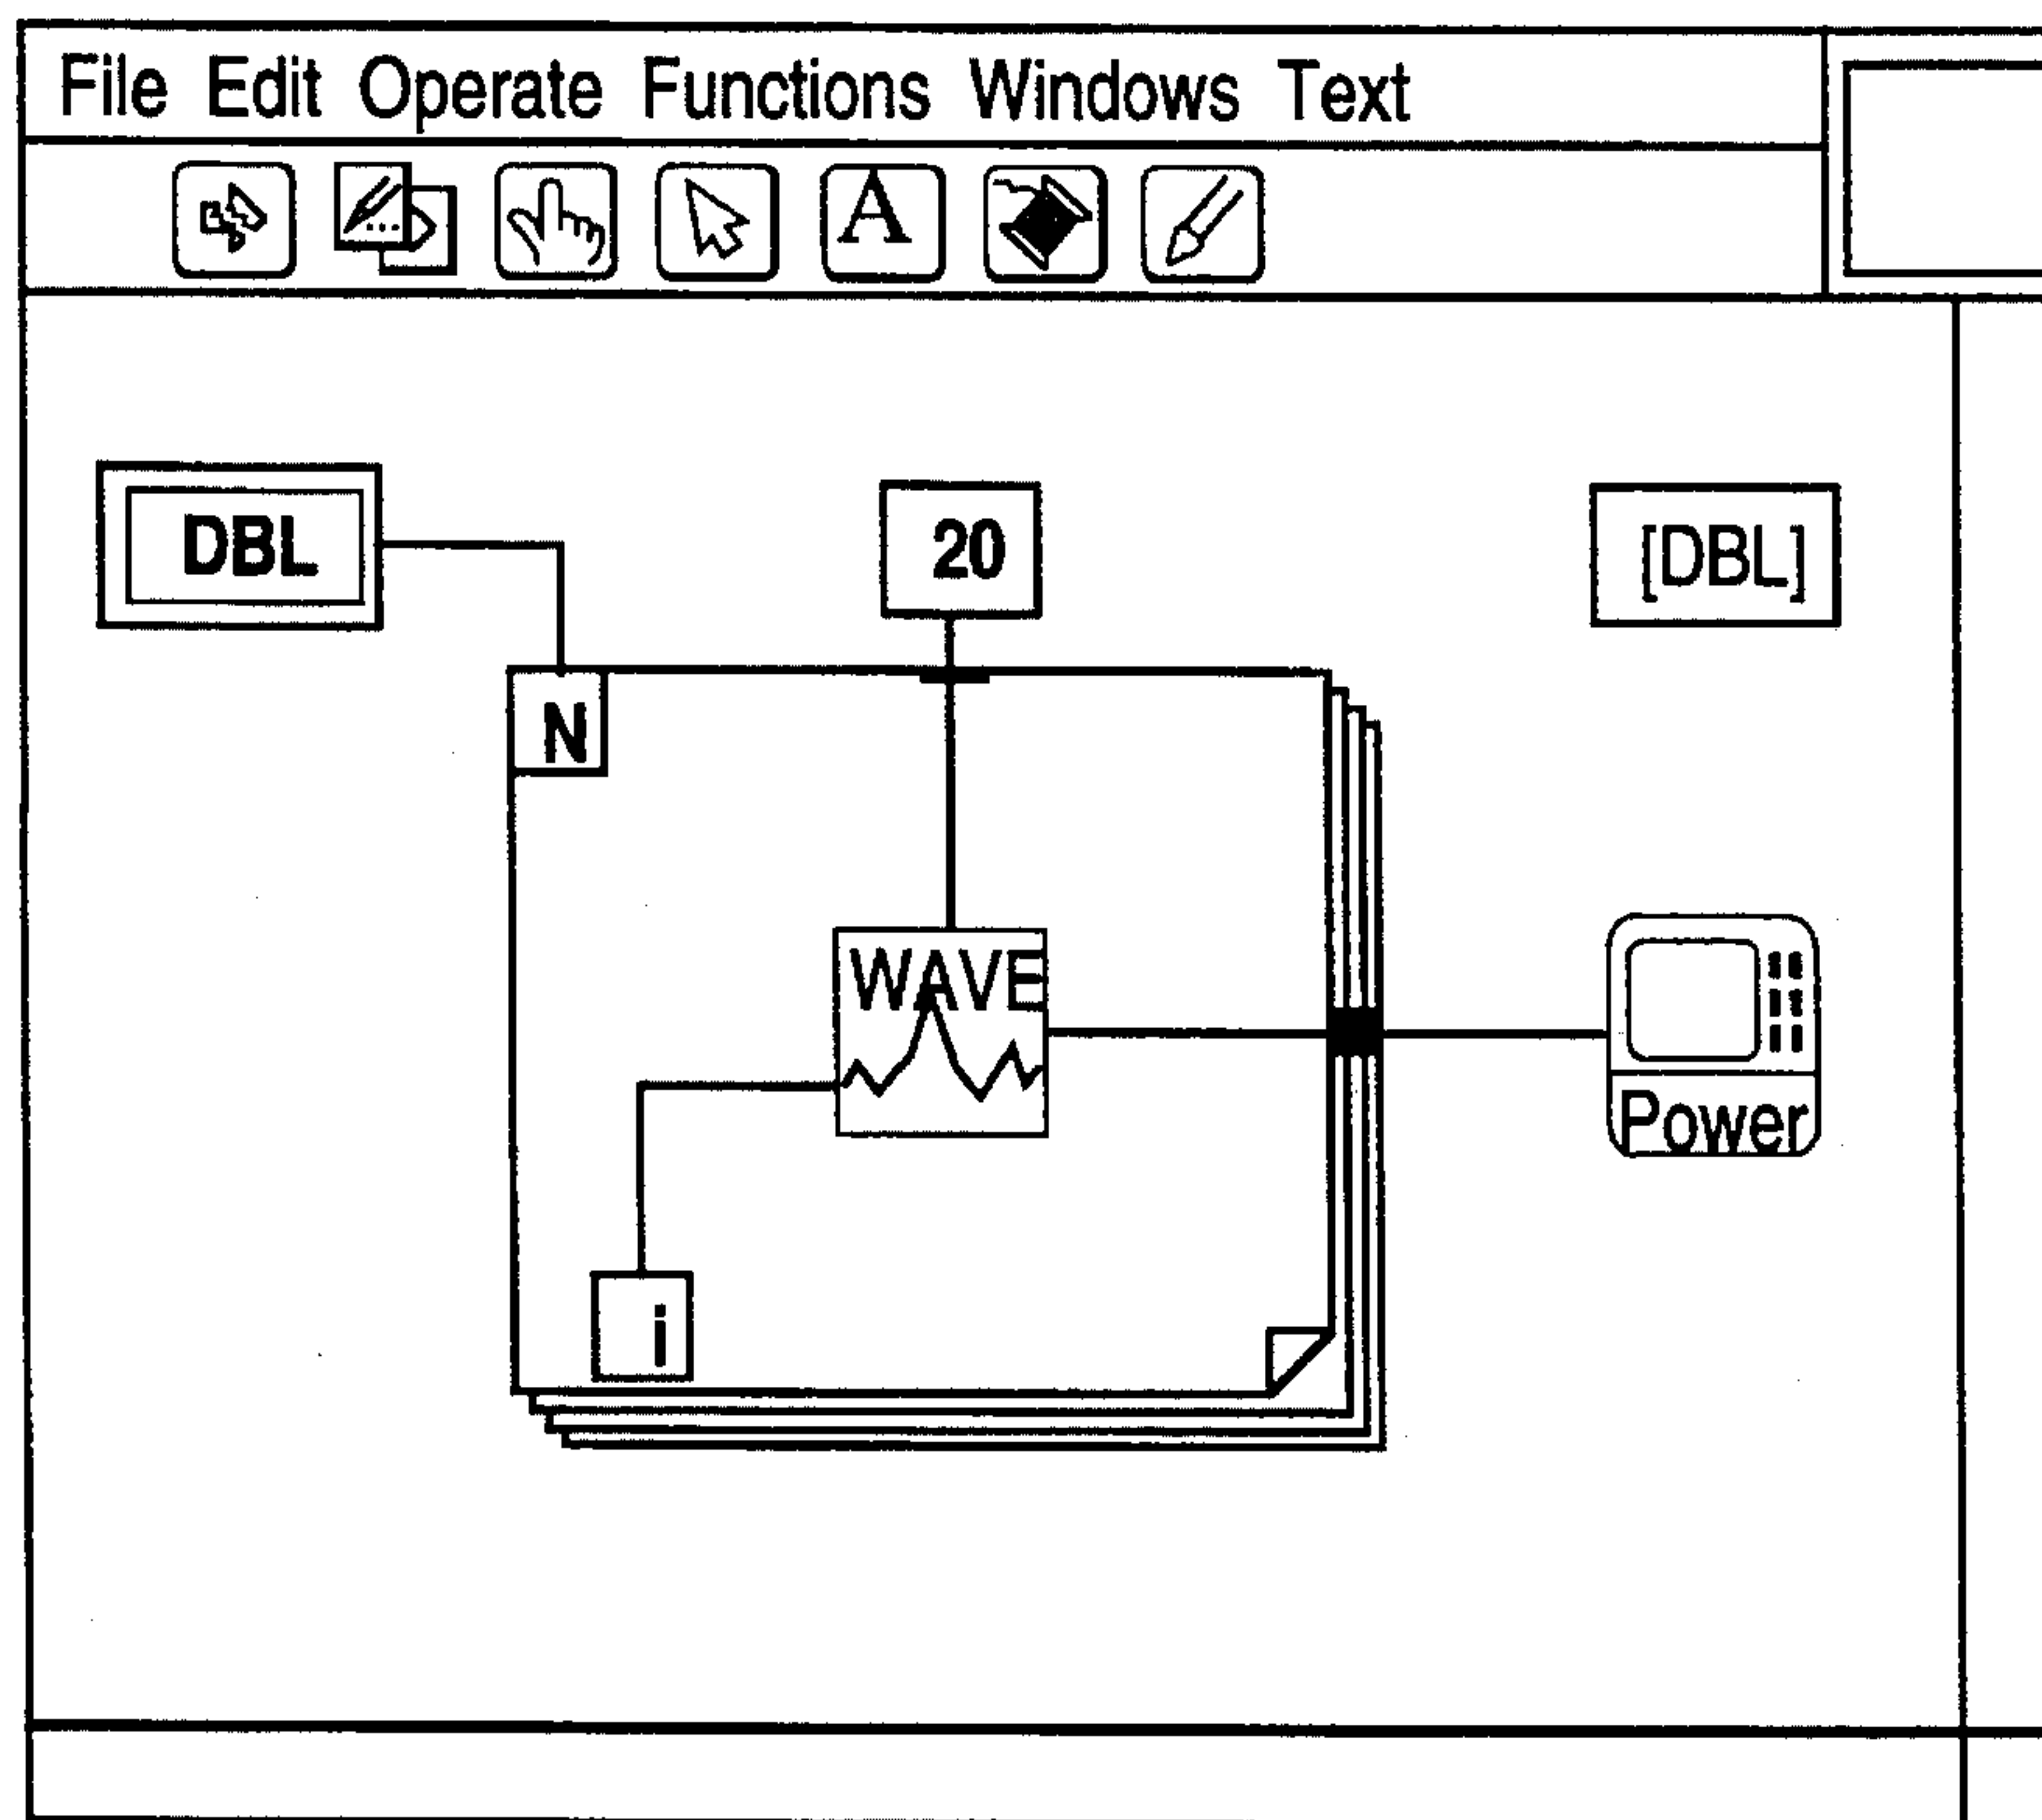 File Edit Operate Functions Windows Text
A
DBL
20
[DBL]
N
WAVE
Power
i